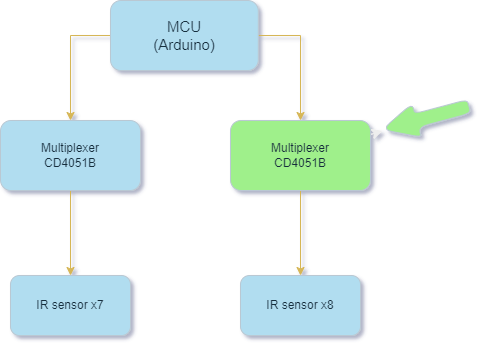 MCU
(Arduino)
Multiplexer
CD4051B
Multiplexer
CD4051B
IR sensor x7
IR sensor x8